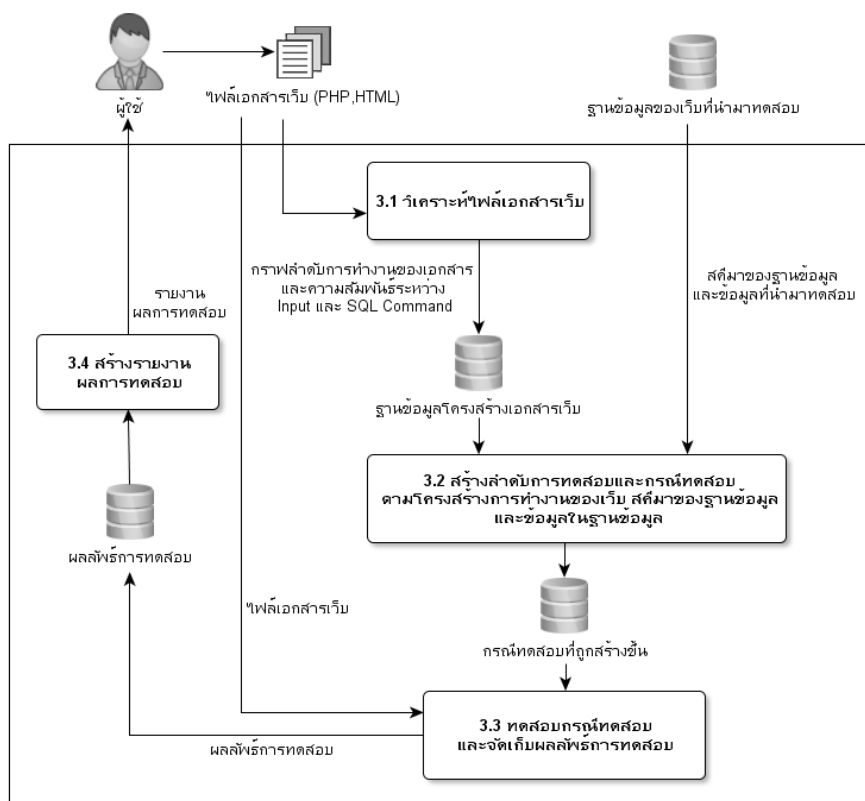 ผู้ใช้
ไฟล์เอกสารเว็บ (PHP,HTML)
ฐานข้อมูลของเว็บที่นำมาทดสอบ
3.1 วิเคราะห์ไฟล์เอกสารเว็บ
กราฟลำดับการทำงานของเอกสาร
และความสัมพันธ์ระหว่าง
Input และ SQL Command
สคีมาของฐานข้อมูล
และข้อมูลที่นำมาทดสอบ
รายงาน
ผลการทดสอบ
3.4 สร้างรายงาน
ผลการทดสอบ
ฐานข้อมูลโครงสร้างเอกสารเว็บ
3.2 สร้างลำดับการทดสอบและกรณีทดสอบ
ตามโครงสร้างการทำงานของเว็บ สคีมาของฐานข้อมูล
และข้อมูลในฐานข้อมูล
ผลลัพธ์การทดสอบ
ไฟล์เอกสารเว็บ
กรณีทดสอบที่ถูกสร้างขึ้น
3.3 ทดสอบกรณีทดสอบ
และจัดเก็บผลลัพธ์การทดสอบ
ผลลัพธ์การทดสอบ